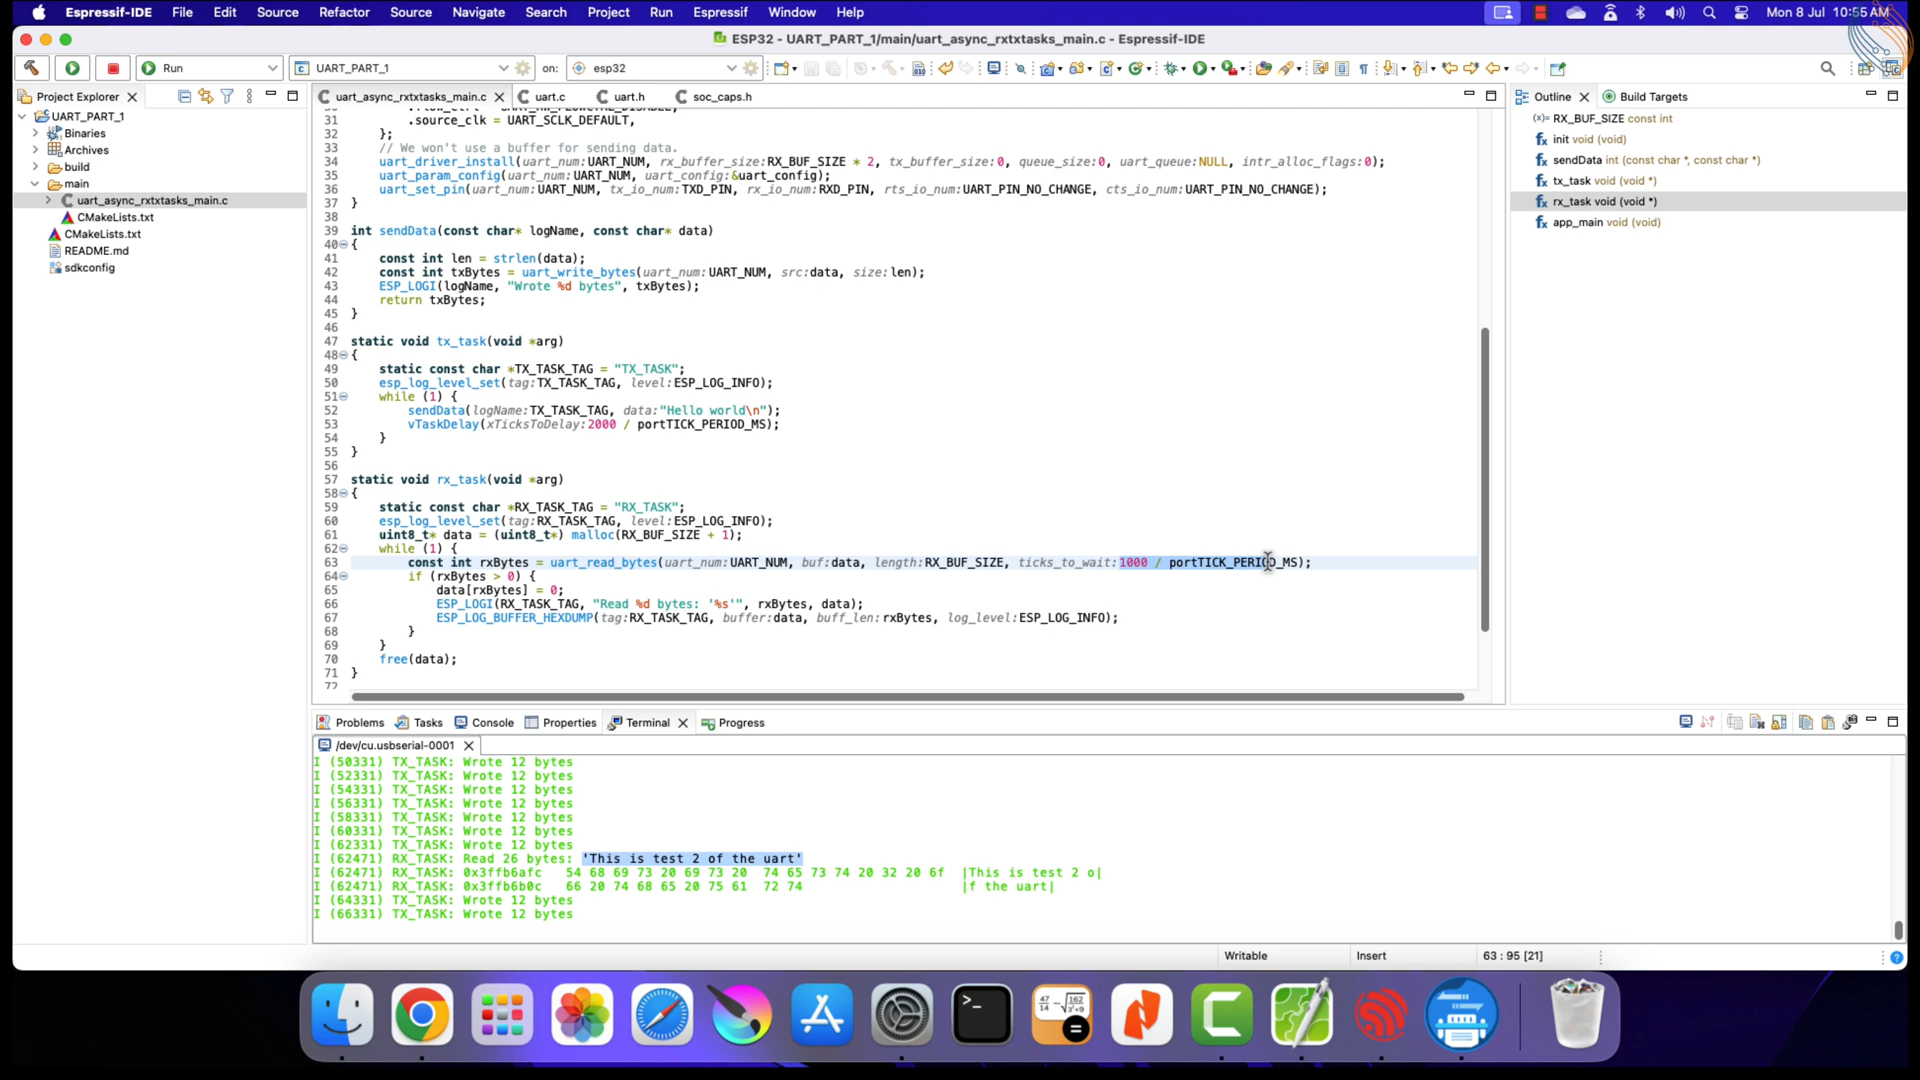 Espressif-IDE File Edit Source Refactor Source Navigate Search Project Run Espressif Window Help Mon 8 Jul 10:55 AM
ESP32 - UART_PART_1/main/uart_async_rxtxtasks_main.c - Espressif-IDE
Run UART_PART_1 on: esp32
Project Explorer
UART_PART_1
Binaries
Archives
build
main
uart_async_rxtxtasks_main.c
CMakeLists.txt
CMakeLists.txt
README.md
sdkconfig
uart_async_rxtxtasks_main.c uart.c uart.h soc_caps.h
31 .source_clk = UART_SCLK_DEFAULT,
32 };
33 // We won't use a buffer for sending data.
34 uart_driver_install(uart_num:UART_NUM, rx_buffer_size:RX_BUF_SIZE * 2, tx_buffer_size:0, queue_size:0, uart_queue:NULL, intr_alloc_flags:0);
35 uart_param_config(uart_num:UART_NUM, uart_config:&uart_config);
36 uart_set_pin(uart_num:UART_NUM, tx_io_num:TXD_PIN, rx_io_num:RXD_PIN, rts_io_num:UART_PIN_NO_CHANGE, cts_io_num:UART_PIN_NO_CHANGE);
37 }
38
39 int sendData(const char* logName, const char* data)
40 {
41 const int len = strlen(data);
42 const int txBytes = uart_write_bytes(uart_num:UART_NUM, src:data, size:len);
43 ESP_LOGI(logName, "Wrote %d bytes", txBytes);
44 return txBytes;
45 }
46
47 static void tx_task(void *arg)
48 {
49 static const char *TX_TASK_TAG = "TX_TASK";
50 esp_log_level_set(tag:TX_TASK_TAG, level:ESP_LOG_INFO);
51 while (1) {
52 sendData(logName:TX_TASK_TAG, data:"Hello world\n");
53 vTaskDelay(xTicksToDelay:2000 / portTICK_PERIOD_MS);
54 }
55 }
56
57 static void rx_task(void *arg)
58 {
59 static const char *RX_TASK_TAG = "RX_TASK";
60 esp_log_level_set(tag:RX_TASK_TAG, level:ESP_LOG_INFO);
61 uint8_t* data = (uint8_t*) malloc(RX_BUF_SIZE + 1);
62 while (1) {
63 const int rxBytes = uart_read_bytes(uart_num:UART_NUM, buf:data, length:RX_BUF_SIZE, ticks_to_wait:1000 / portTICK_PERIOD_MS);
64 if (rxBytes > 0) {
65 data[rxBytes] = 0;
66 ESP_LOGI(RX_TASK_TAG, "Read %d bytes: '%s'", rxBytes, data);
67 ESP_LOG_BUFFER_HEXDUMP(tag:RX_TASK_TAG, buffer:data, buff_len:rxBytes, log_level:ESP_LOG_INFO);
68 }
69 }
70 free(data);
71 }
72
Outline Build Targets
RX_BUF_SIZE const int
init void (void)
sendData int (const char *, const char *)
tx_task void (void *)
rx_task void (void *)
app_main void (void)
Problems Tasks Console Properties Terminal Progress
/dev/cu.usbserial-0001
I (50331) TX_TASK: Wrote 12 bytes
I (52331) TX_TASK: Wrote 12 bytes
I (54331) TX_TASK: Wrote 12 bytes
I (56331) TX_TASK: Wrote 12 bytes
I (58331) TX_TASK: Wrote 12 bytes
I (60331) TX_TASK: Wrote 12 bytes
I (62331) TX_TASK: Wrote 12 bytes
I (62471) RX_TASK: Read 26 bytes: 'This is test 2 of the uart'
I (62471) RX_TASK: 0x3ffb6afc 54 68 69 73 20 69 73 20 74 65 73 74 20 32 20 6f |This is test 2 o|
I (62471) RX_TASK: 0x3ffb6b0c 66 20 74 68 65 20 75 61 72 74 |f the uart|
I (64331) TX_TASK: Wrote 12 bytes
I (66331) TX_TASK: Wrote 12 bytes
Writable Insert 63 : 95 [21]